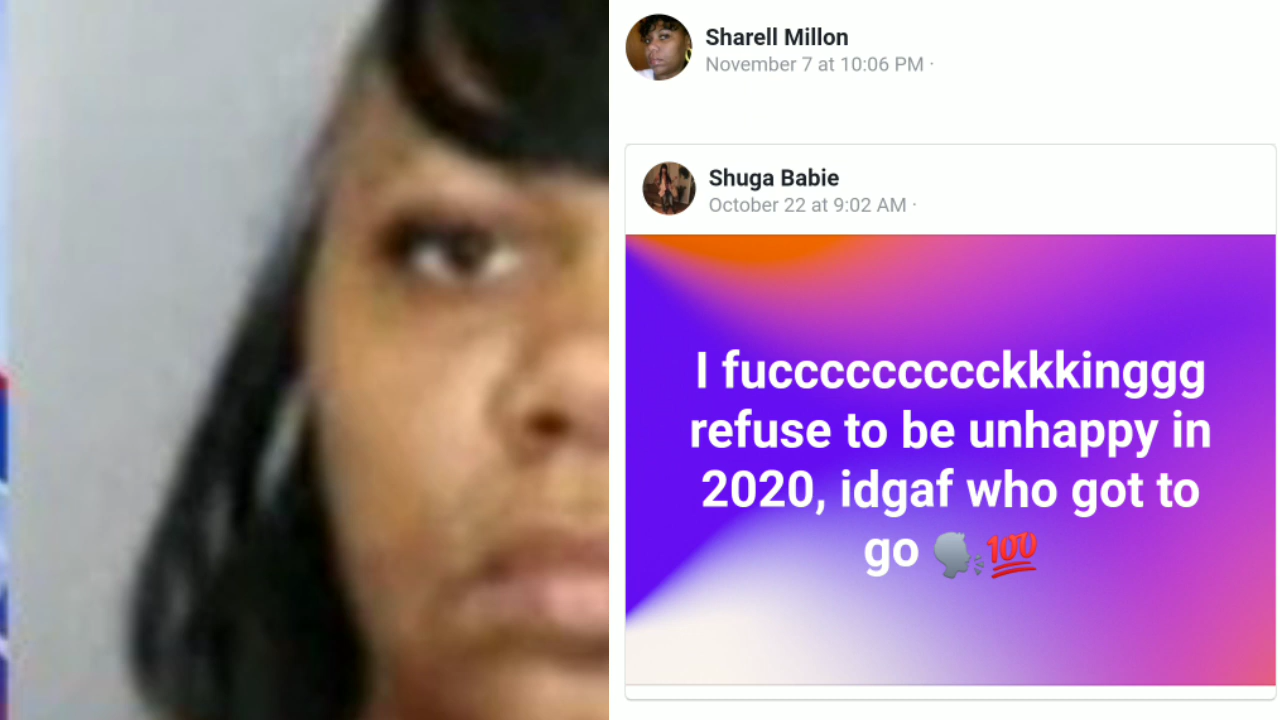 Sharell Millon
November 7 at 10:06 PM ·
Shuga Babie
October 22 at 9:02 AM ·
I fuccccccccckkkinggg
refuse to be unhappy in
2020, idgaf who got to
go 🗣️💯